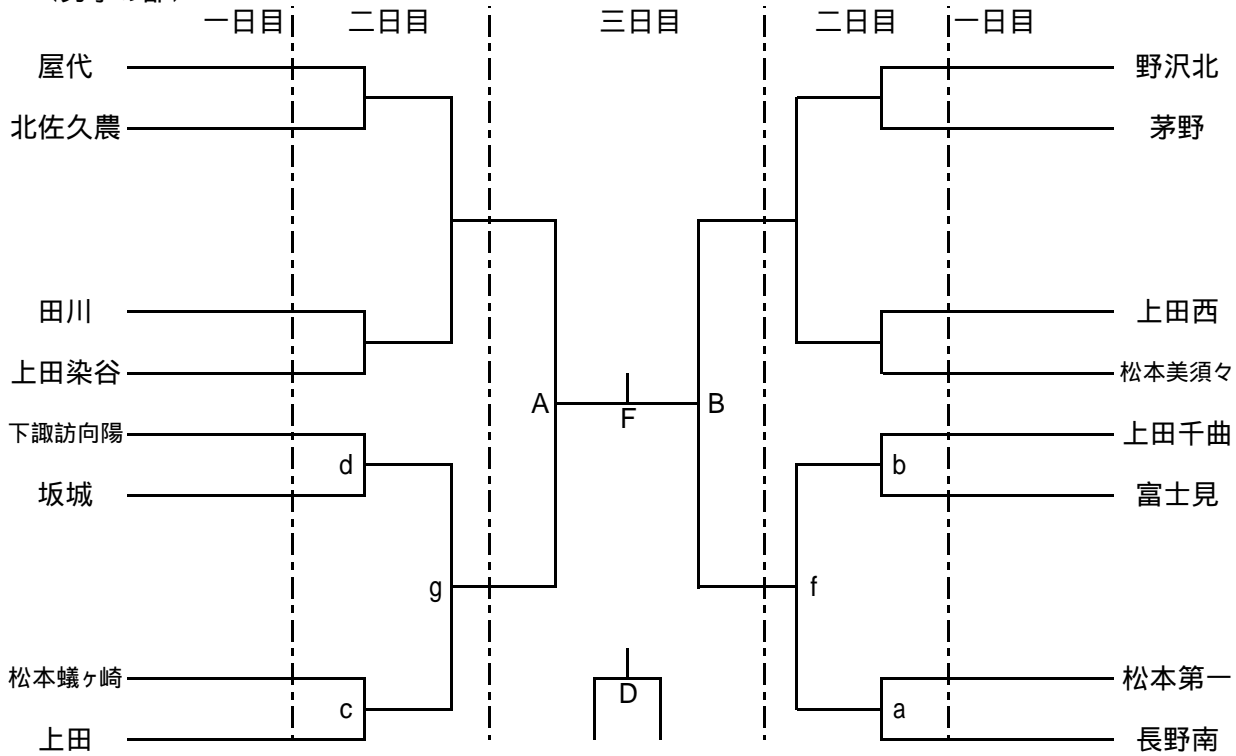 一日目 二日目 三日目 二日目 一日目
屋代 野沢北
北佐久農 茅野
田川 上田西
上田染谷 松本美須々
A F B
下諏訪向陽 上田千曲
d b
坂城 富士見
g f
松本蟻ヶ崎 松本第一
D
c a
上田 長野南